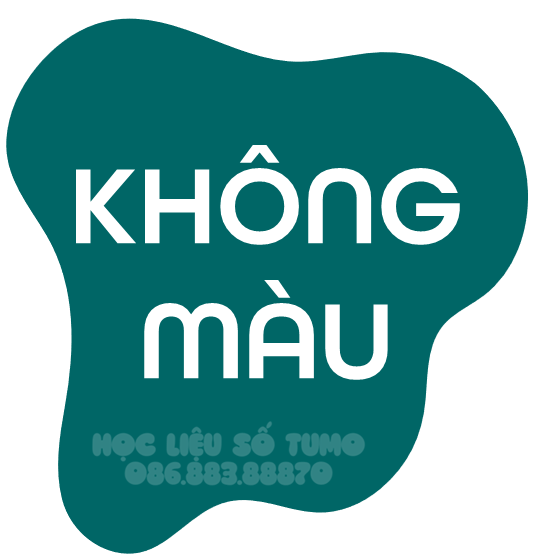 KHÔNG
MÀU
HỌC LIỆU SỐ TUMO
086.883.88870